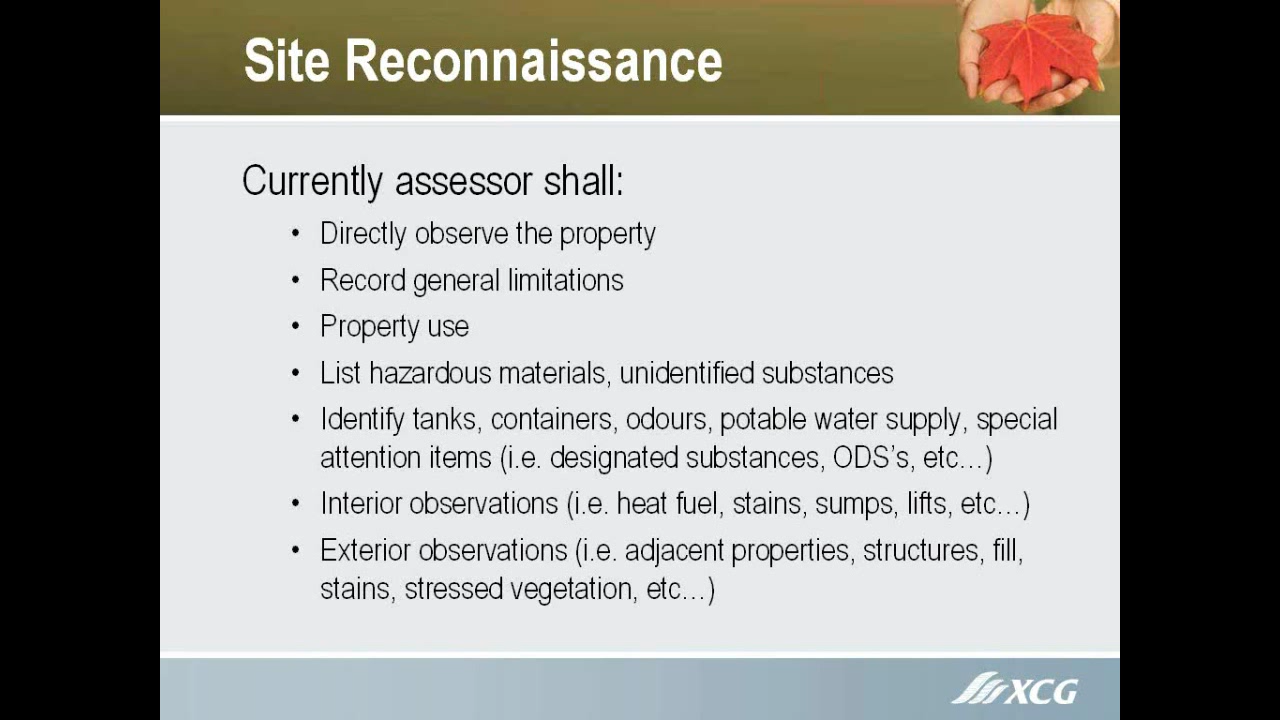 Site Reconnaissance
Currently assessor shall:
• Directly observe the property
• Record general limitations
• Property use
• List hazardous materials, unidentified substances
• Identify tanks, containers, odours, potable water supply, special
attention items (i.e. designated substances, ODS’s, etc…)
• Interior observations (i.e. heat fuel, stains, sumps, lifts, etc…)
• Exterior observations (i.e. adjacent properties, structures, fill,
stains, stressed vegetation, etc…)
XCG